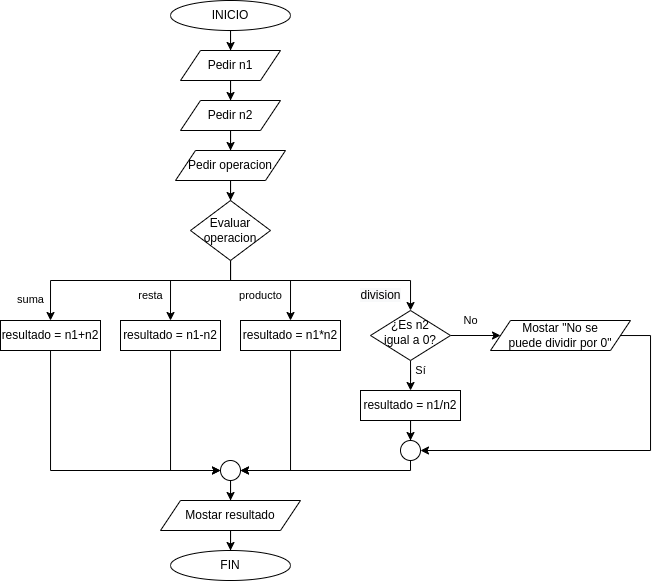 INICIO
Pedir n1
Pedir n2
Pedir operacion
Evaluar
operacion
suma
resta
producto
division
resultado = n1+n2
resultado = n1-n2
resultado = n1*n2
¿Es n2
igual a 0?
No
Mostar "No se
puede dividir por 0"
Sí
resultado = n1/n2
Mostar resultado
FIN